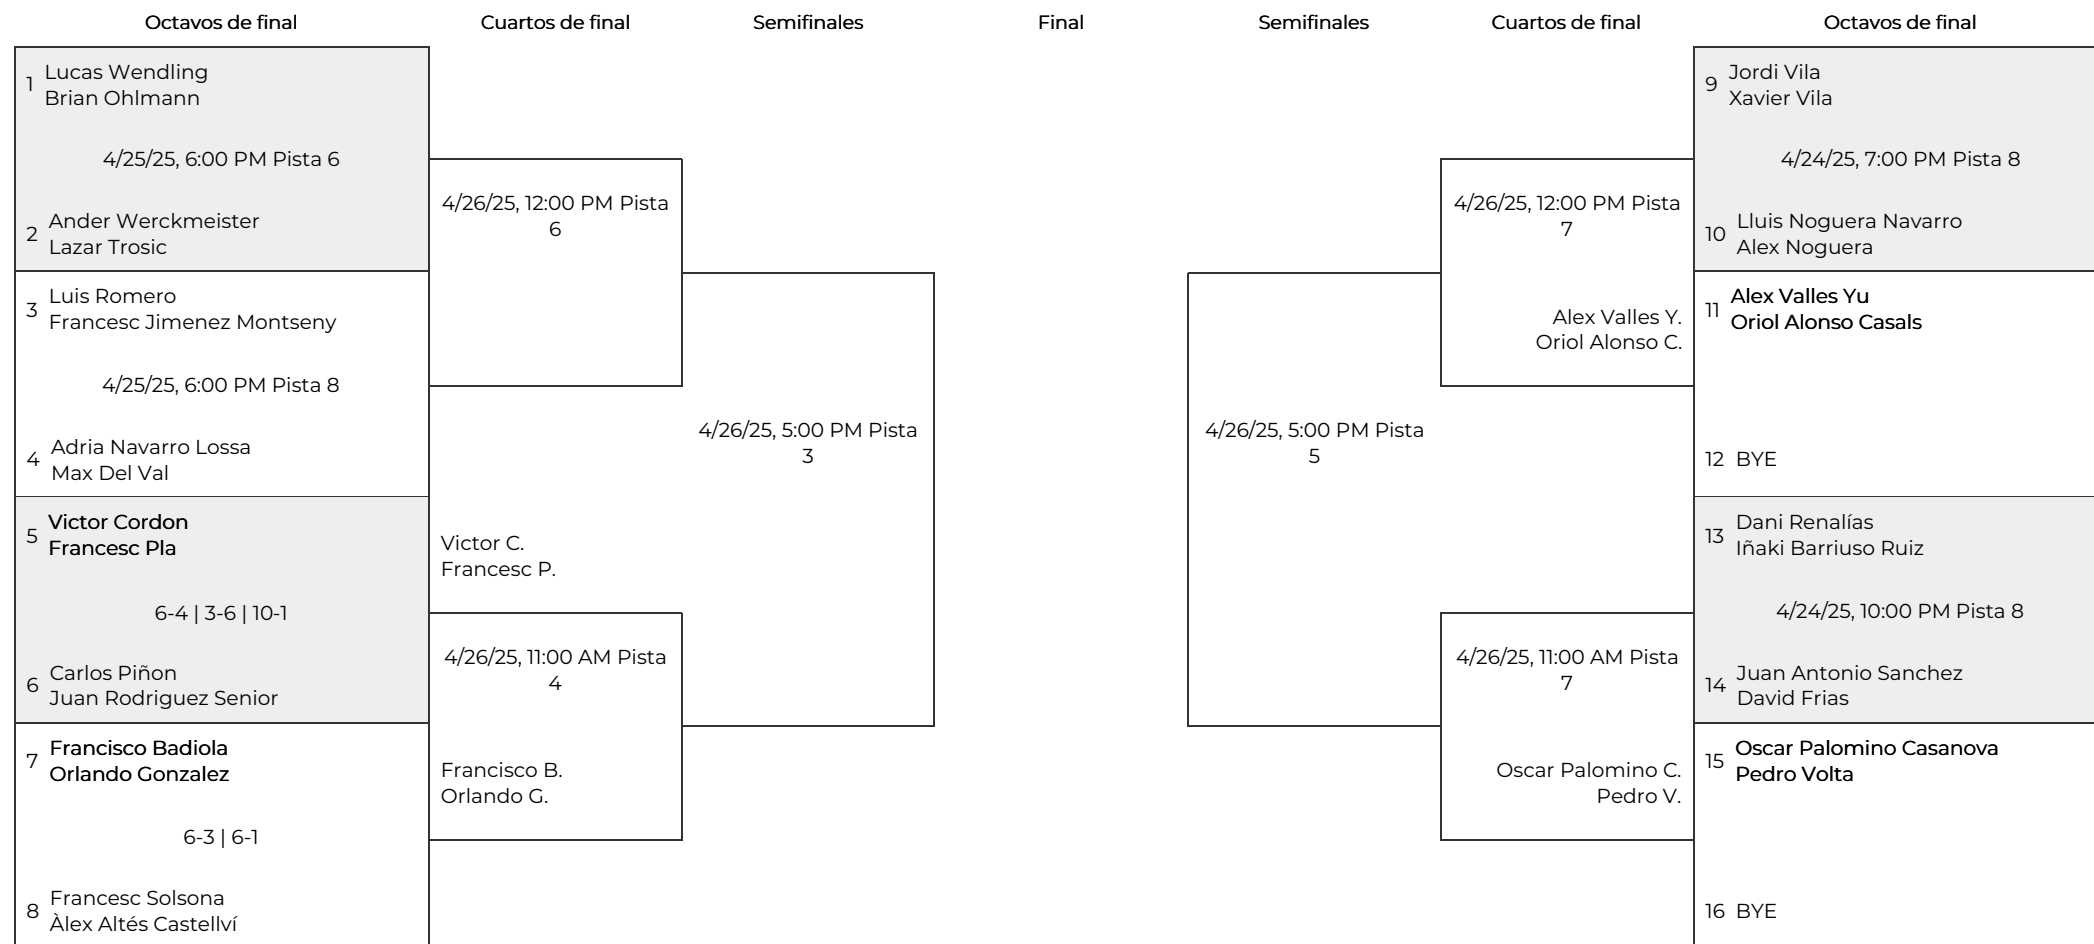 Octavos de final
Cuartos de final
Semifinales
Final
Semifinales
Cuartos de final
Octavos de final
1
Lucas Wendling
Brian Ohlmann
4/25/25, 6:00 PM Pista 6
2
Ander Werckmeister
Lazar Trosic
3
Luis Romero
Francesc Jimenez Montseny
4/25/25, 6:00 PM Pista 8
4
Adria Navarro Lossa
Max Del Val
5
Victor Cordon
Francesc Pla
6-4 | 3-6 | 10-1
6
Carlos Piñon
Juan Rodriguez Senior
7
Francisco Badiola
Orlando Gonzalez
6-3 | 6-1
8
Francesc Solsona
Àlex Altés Castellví
4/26/25, 12:00 PM Pista
6
Victor C.
Francesc P.
4/26/25, 11:00 AM Pista
4
Francisco B.
Orlando G.
4/26/25, 5:00 PM Pista
3
4/26/25, 5:00 PM Pista
5
4/26/25, 12:00 PM Pista
7
Alex Valles Y.
Oriol Alonso C.
4/26/25, 11:00 AM Pista
7
Oscar Palomino C.
Pedro V.
9
Jordi Vila
Xavier Vila
4/24/25, 7:00 PM Pista 8
10
Lluis Noguera Navarro
Alex Noguera
11
Alex Valles Yu
Oriol Alonso Casals
12 BYE
13
Dani Renalías
Iñaki Barriuso Ruiz
4/24/25, 10:00 PM Pista 8
14
Juan Antonio Sanchez
David Frias
15
Oscar Palomino Casanova
Pedro Volta
16 BYE